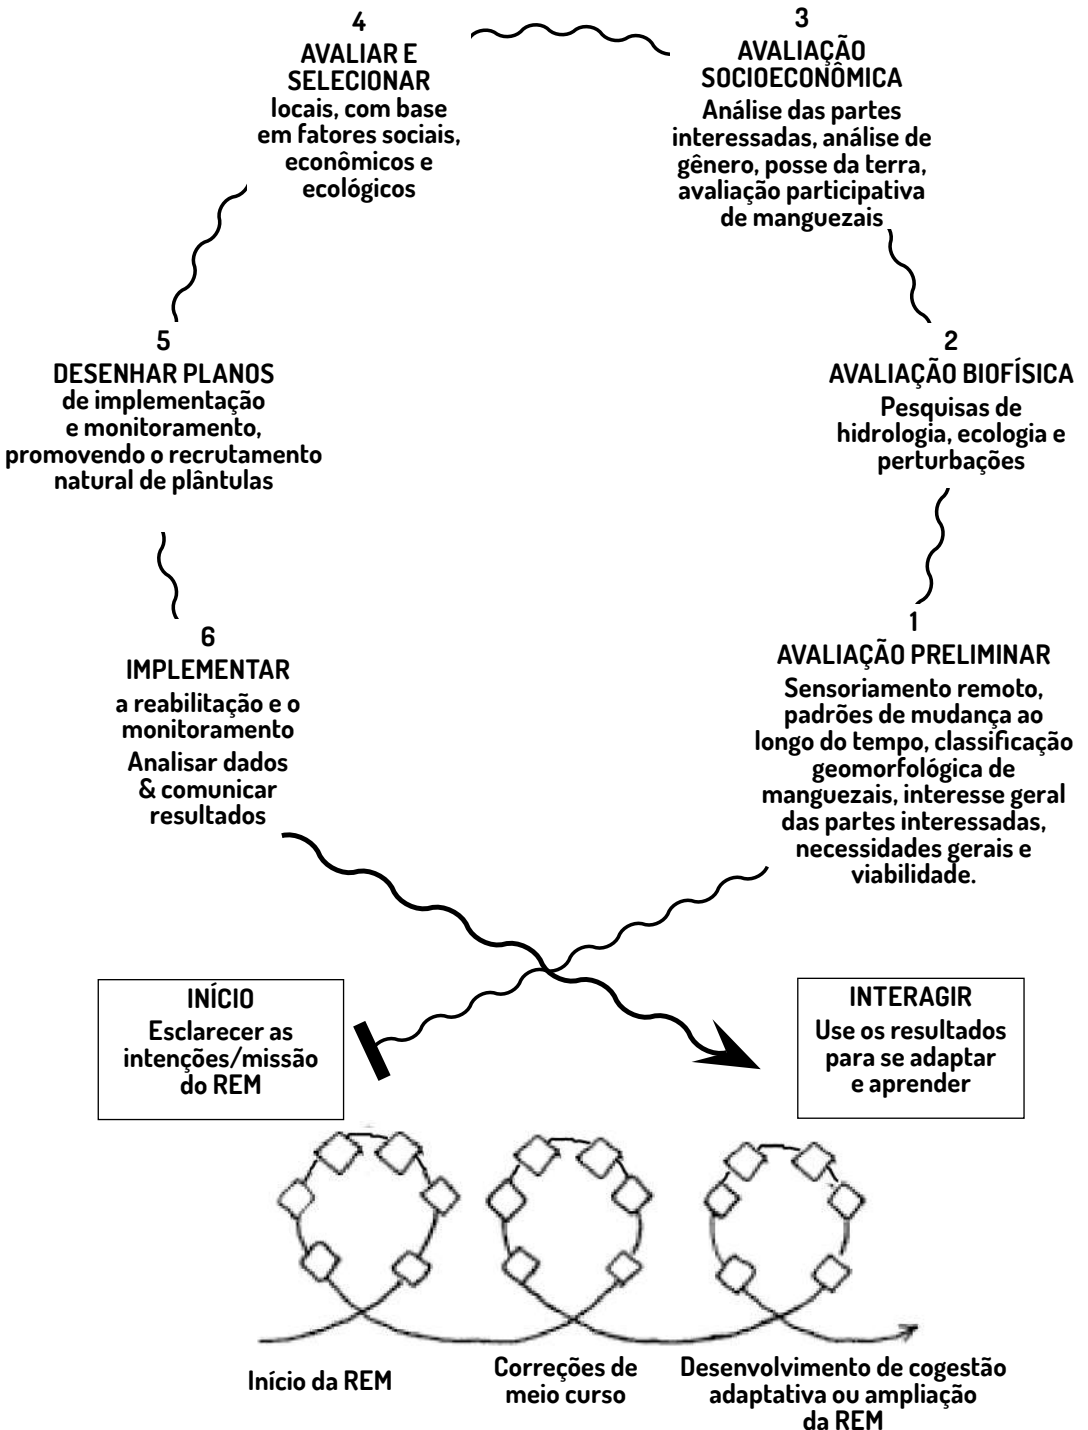 4
AVALIAR E
SELECIONAR
locais, com base
em fatores sociais,
econômicos e
ecológicos
3
AVALIAÇÃO
SOCIOECONÔMICA
Análise das partes
interessadas, análise de
gênero, posse da terra,
avaliação participativa
de manguezais
5
DESENHAR PLANOS
de implementação
e monitoramento,
promovendo o recrutamento
natural de plântulas
2
AVALIAÇÃO BIOFÍSICA
Pesquisas de
hidrologia, ecologia e
perturbações
6
IMPLEMENTAR
a reabilitação e o
monitoramento
Analisar dados
& comunicar
resultados
1
AVALIAÇÃO PRELIMINAR
Sensoriamento remoto,
padrões de mudança ao
longo do tempo, classificação
geomorfológica de
manguezais, interesse geral
das partes interessadas,
necessidades gerais e
viabilidade.
INÍCIO
Esclarecer as
intenções/missão
do REM
INTERAGIR
Use os resultados
para se adaptar
e aprender
Início da REM
Correções de
meio curso
Desenvolvimento de cogestão
adaptativa ou ampliação
da REM